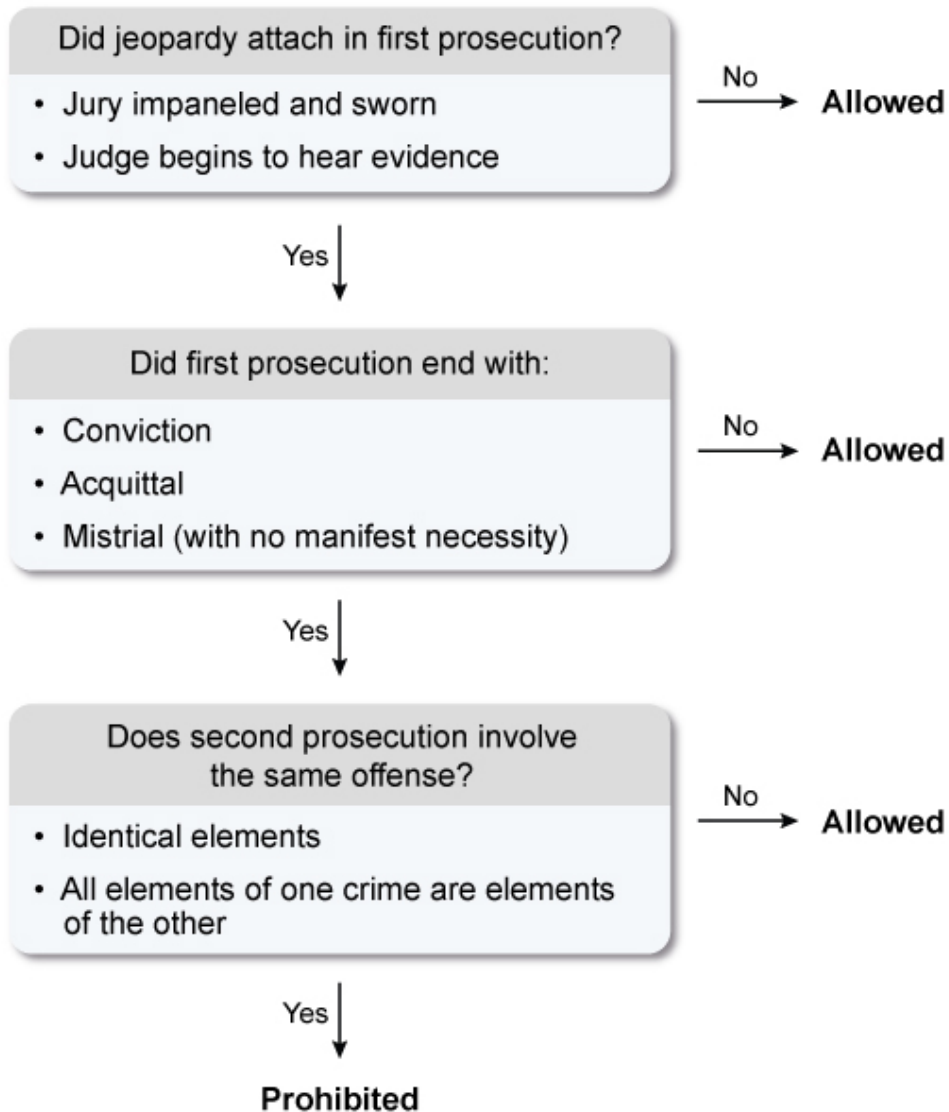 Did jeopardy attach in first prosecution?
• Jury impaneled and sworn
• Judge begins to hear evidence
No
Allowed
Yes
Did first prosecution end with:
• Conviction
• Acquittal
• Mistrial (with no manifest necessity)
No
Allowed
Yes
Does second prosecution involve
the same offense?
• Identical elements
• All elements of one crime are elements
of the other
No
Allowed
Yes
Prohibited